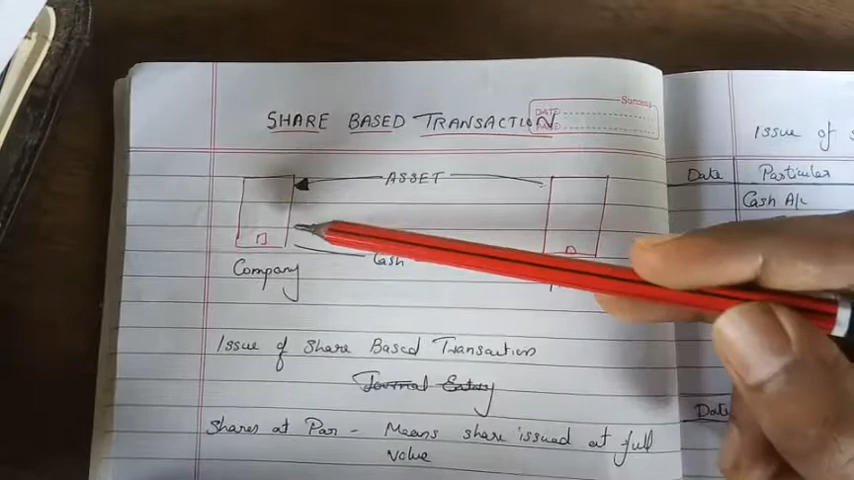 SHARE BASED TRANSACTION
DATE
PAGE
Success
ASSET
Cash
Company
Issue of Share Based Transaction
Journal Entry
Shares at Par - Means share issued at full
value
Issue of
Date Particular
Cash A/c
Date